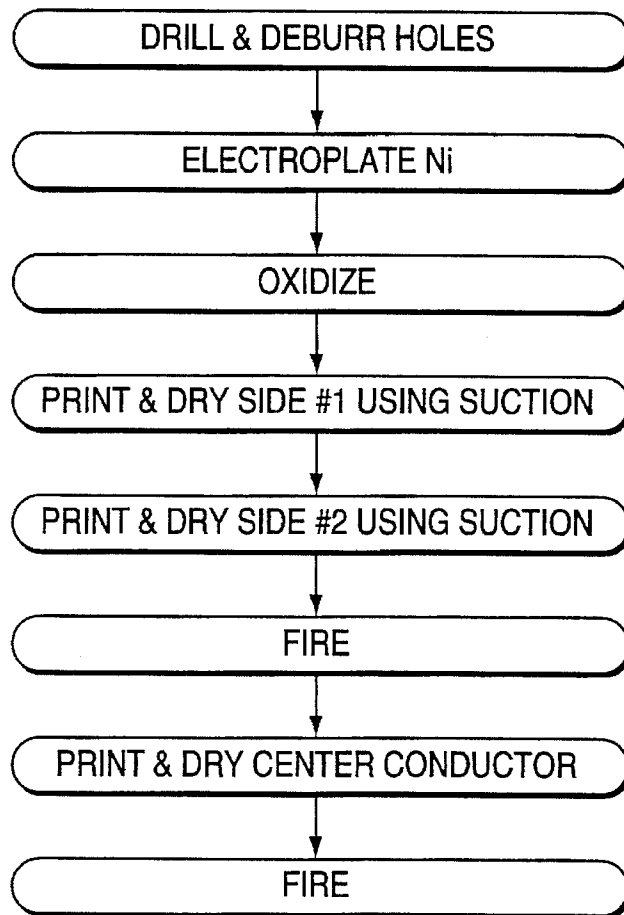 DRILL & DEBURR HOLES
ELECTROPLATE Ni
OXIDIZE
PRINT & DRY SIDE #1 USING SUCTION
PRINT & DRY SIDE #2 USING SUCTION
FIRE
PRINT & DRY CENTER CONDUCTOR
FIRE